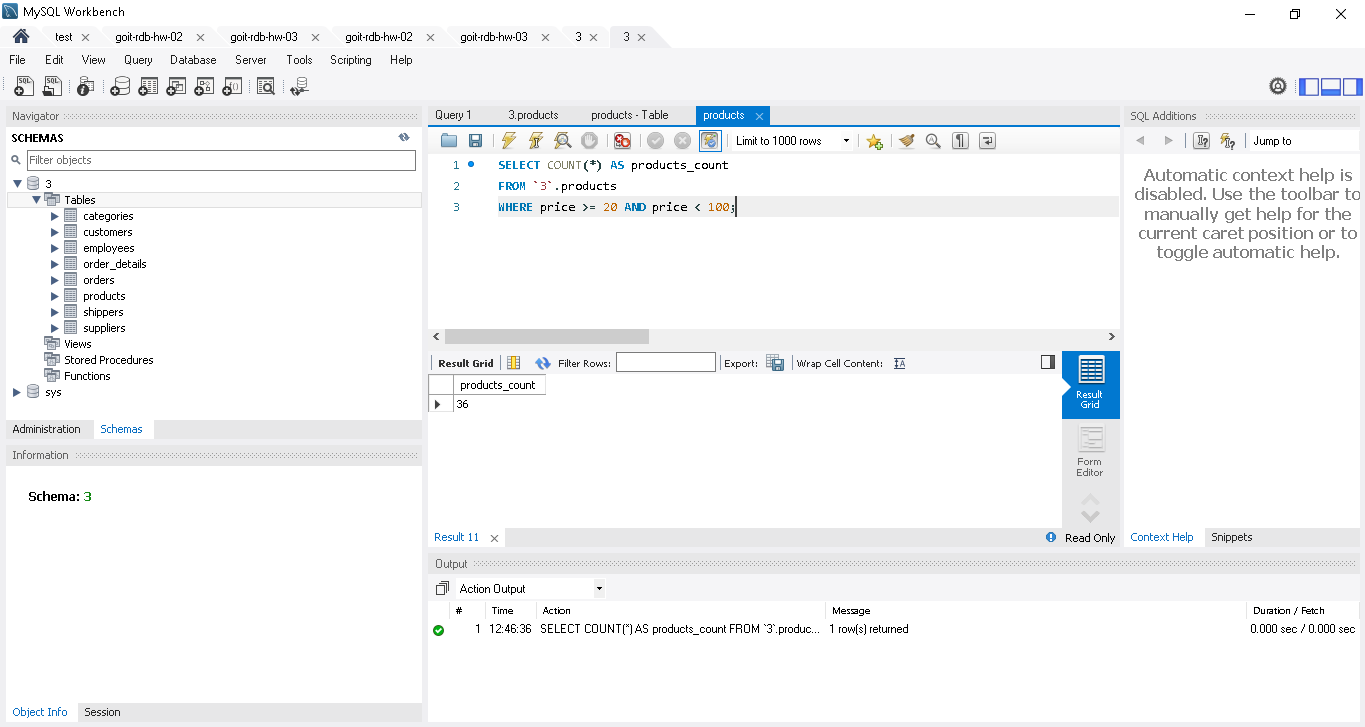 MySQL Workbench
test goit-rdb-hw-02 goit-rdb-hw-03 goit-rdb-hw-02 goit-rdb-hw-03 3 3
File Edit View Query Database Server Tools Scripting Help
Navigator
SCHEMAS
Filter objects
3
Tables
categories
customers
employees
order_details
orders
products
shippers
suppliers
Views
Stored Procedures
Functions
sys
Administration Schemas
Information
Schema: 3
Object Info Session
Query 1 3.products products - Table products
Limit to 1000 rows
1 SELECT COUNT(*) AS products_count
2 FROM `3`.products
3 WHERE price >= 20 AND price < 100;
Result Grid Filter Rows: Export: Wrap Cell Content:
products_count
36
Result Grid
Form Editor
Result 11 Read Only
Output
Action Output
# Time Action Message Duration / Fetch
1 12:46:36 SELECT COUNT(*) AS products_count FROM `3`.produc... 1 row(s) returned 0.000 sec / 0.000 sec
SQL Additions
Jump to
Automatic context help is
disabled. Use the toolbar to
manually get help for the
current caret position or to
toggle automatic help.
Context Help Snippets